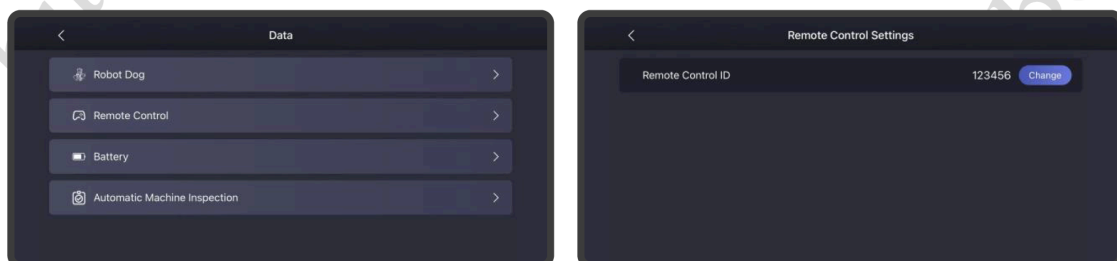 Data
Robot Dog
Remote Control
Battery
Automatic Machine Inspection
Remote Control Settings
Remote Control ID 123456 Change